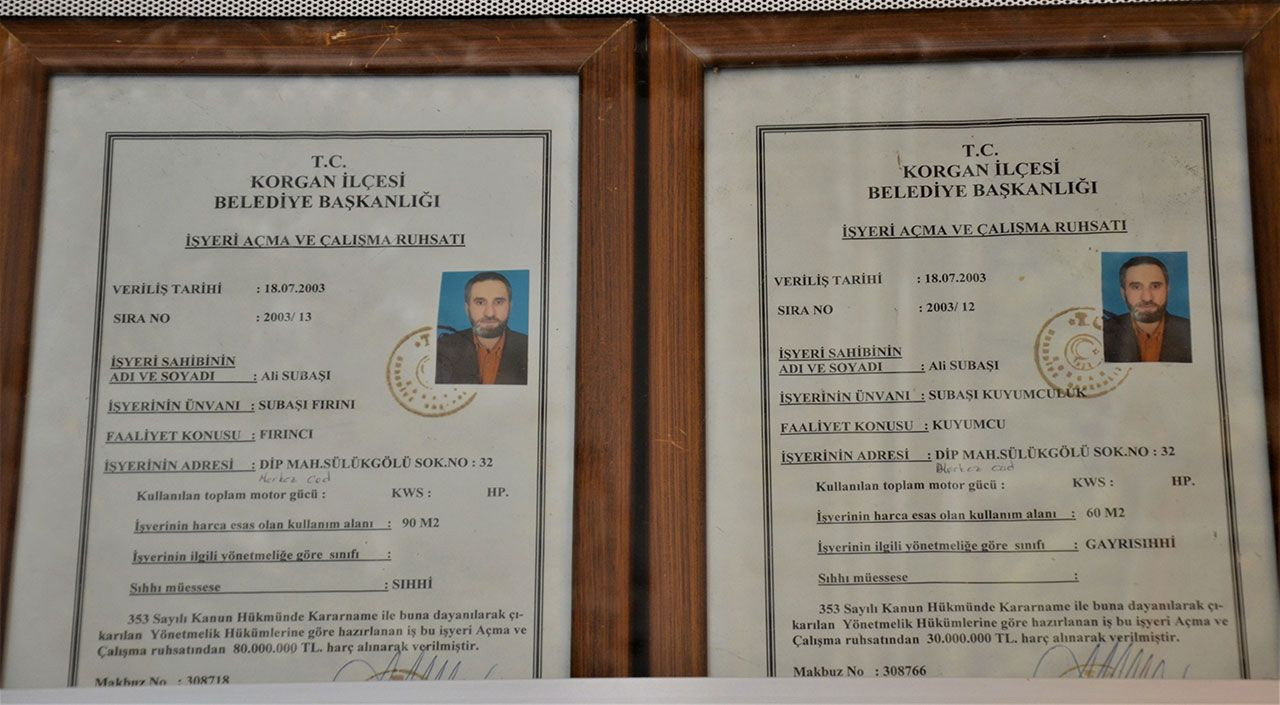 T.C.
KORGAN İLÇESİ
BELEDİYE BAŞKANLIĞI
İŞYERİ AÇMA VE ÇALIŞMA RUHSATI
VERİLİŞ TARİHİ : 18.07.2003
SIRA NO : 2003/ 13
İŞYERİ SAHİBİNİN
ADI VE SOYADI : Ali SUBAŞI
İŞYERİNİN ÜNVANI : SUBAŞI FIRINI
FAALİYET KONUSU : FIRINCI
İŞYERİNİN ADRESİ : DİP MAH.SÜLÜKGÖLÜ SOK.NO : 32
Merkez Cad
Kullanılan toplam motor gücü : KWS : HP.
İşyerinin harca esas olan kullanım alanı : 90 M2
İşyerinin ilgili yönetmeliğe göre sınıfı :
Sıhhı müessese : SIHHİ
353 Sayılı Kanun Hükmünde Kararname ile buna dayanılarak çı-
karılan Yönetmelik Hükümlerine göre hazırlanan iş bu işyeri Açma ve
Çalışma ruhsatından 80.000.000 TL. harç alınarak verilmiştir.
Makbuz No : 308718
T.C.
KORGAN İLÇESİ
BELEDİYE BAŞKANLIĞI
İŞYERİ AÇMA VE ÇALIŞMA RUHSATI
VERİLİŞ TARİHİ : 18.07.2003
SIRA NO : 2003/ 12
İŞYERİ SAHİBİNİN
ADI VE SOYADI : Ali SUBAŞI
İŞYERİNİN ÜNVANI : SUBAŞI KUYUMCULUK
FAALİYET KONUSU : KUYUMCU
İŞYERİNİN ADRESİ : DİP MAH.SÜLÜKGÖLÜ SOK.NO : 32
Merkez Cad
Kullanılan toplam motor gücü : KWS : HP.
İşyerinin harca esas olan kullanım alanı : 60 M2
İşyerinin ilgili yönetmeliğe göre sınıfı : GAYRISIHHİ
Sıhhı müessese :
353 Sayılı Kanun Hükmünde Kararname ile buna dayanılarak çı-
karılan Yönetmelik Hükümlerine göre hazırlanan iş bu işyeri Açma ve
Çalışma ruhsatından 30.000.000 TL. harç alınarak verilmiştir.
Makbuz No : 308766